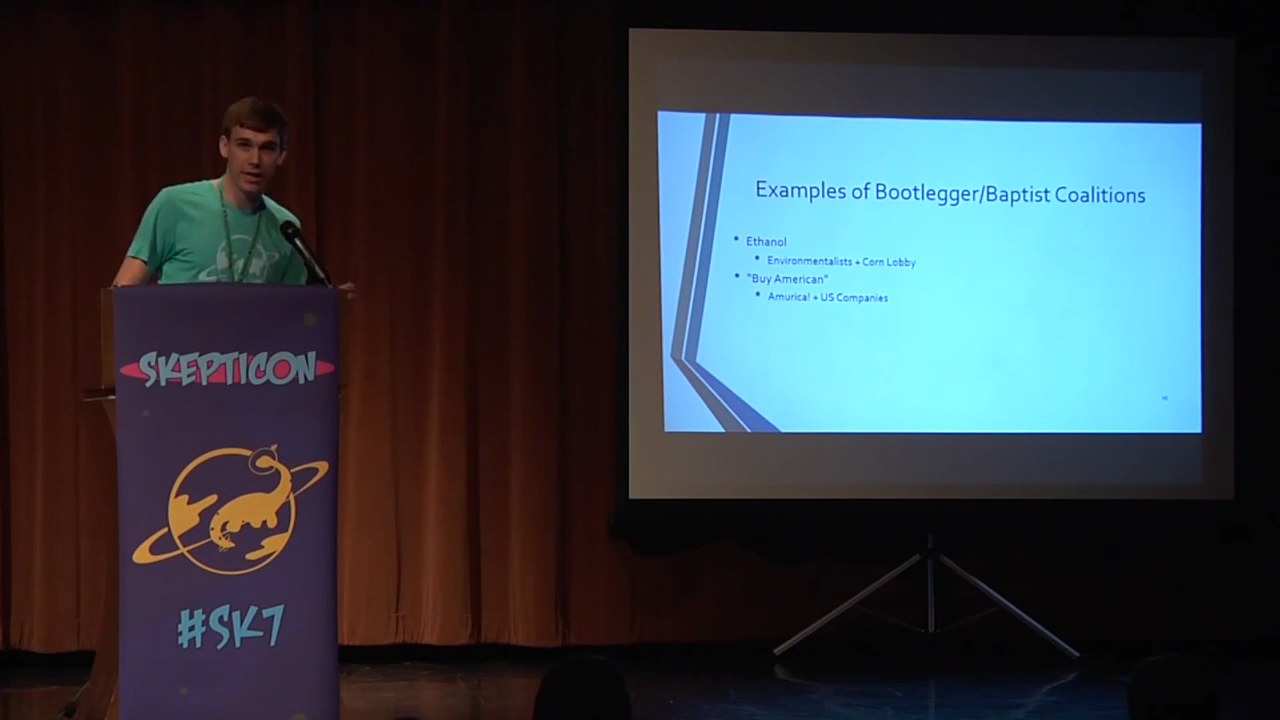 SKEPTICON
#SK7
Examples of Bootlegger/Baptist Coalitions
• Ethanol
• Environmentalists + Corn Lobby
• "Buy American"
• Amurica! + US Companies